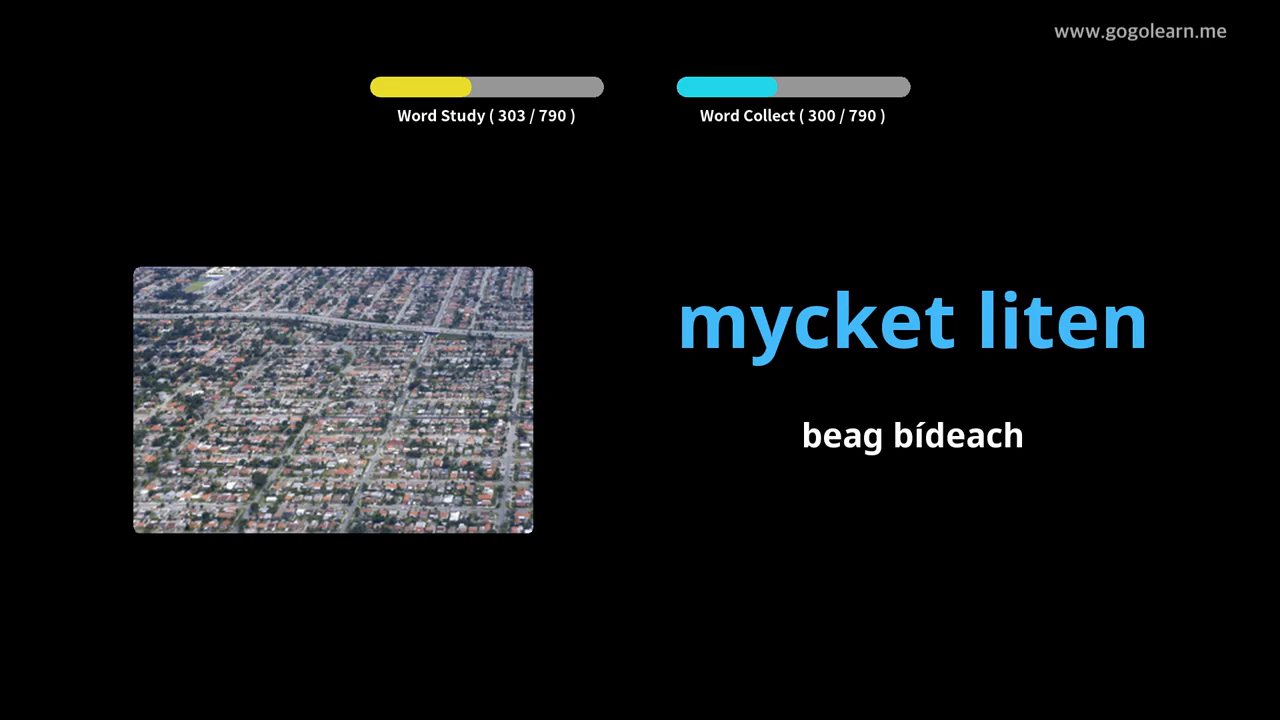 www.gogolearn.me
Word Study ( 303 / 790 )
Word Collect ( 300 / 790 )
mycket liten
beag bídeach